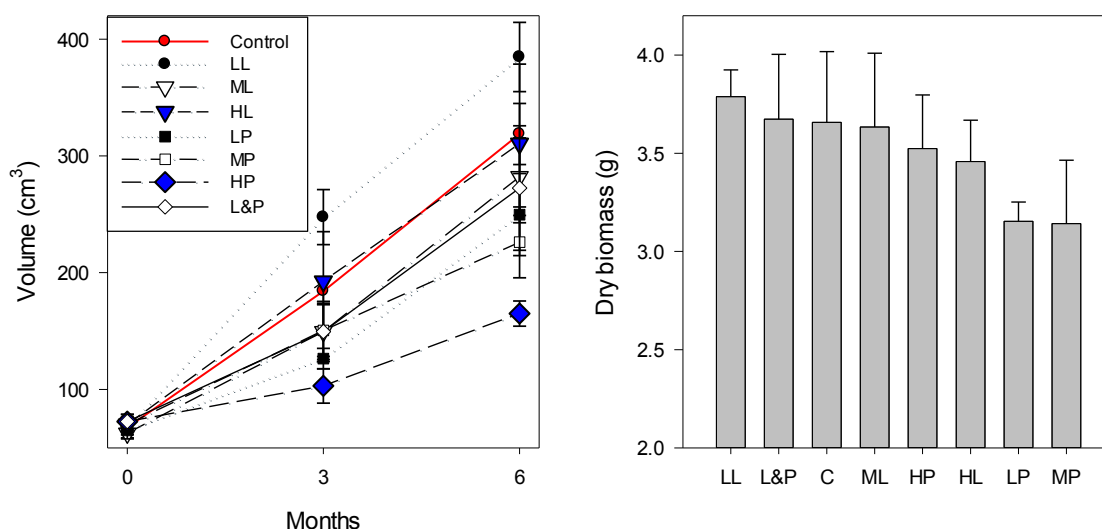 Control
LL
ML
HL
LP
MP
HP
L&P
400
300
200
100
Volume (cm³)
0 3 6
Months
4.0
3.5
3.0
2.5
2.0
Dry biomass (g)
LL L&P C ML HP HL LP MP